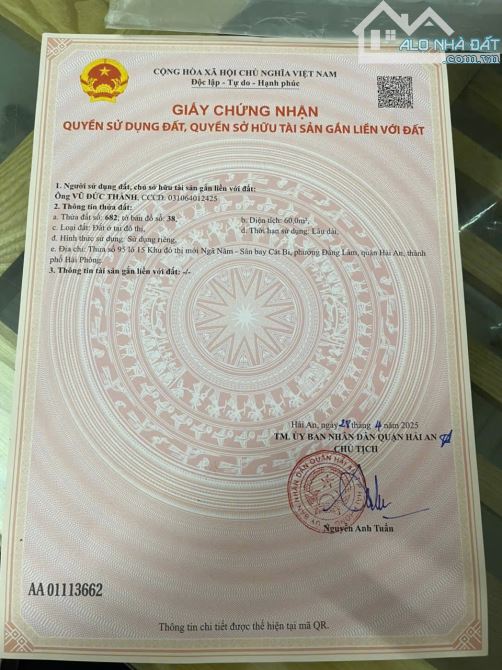 ALO NHÀ ĐẤT
.com.vn
CỘNG HÒA XÃ HỘI CHỦ NGHĨA VIỆT NAM
Độc lập - Tự do - Hạnh phúc
GIẤY CHỨNG NHẬN
QUYỀN SỬ DỤNG ĐẤT, QUYỀN SỞ HỮU TÀI SẢN GẮN LIỀN VỚI ĐẤT
1. Người sử dụng đất, chủ sở hữu tài sản gắn liền với đất:
Ông VŨ ĐỨC THÀNH, CCCD: 031064012425
2. Thông tin thửa đất:
a. Thửa đất số: 682, tờ bản đồ số: 38, b. Diện tích: 60.0m²,
c. Loại đất: Đất ở tại đô thị, d. Thời hạn sử dụng: Lâu dài,
đ. Hình thức sử dụng: Sử dụng riêng,
e. Địa chỉ: Thửa số 95 lô 15 Khu đô thị mới Ngã Năm - Sân bay Cát Bi, phường Đằng Lâm, quận Hải An, thành
phố Hải Phòng.
3. Thông tin tài sản gắn liền với đất: -/-
Hải An, ngày 28 tháng 4 năm 2025
TM. ỦY BAN NHÂN DÂN QUẬN HẢI AN
CHỦ TỊCH
Nguyễn Anh Tuấn
AA 01113662
Thông tin chi tiết được thể hiện tại mã QR.